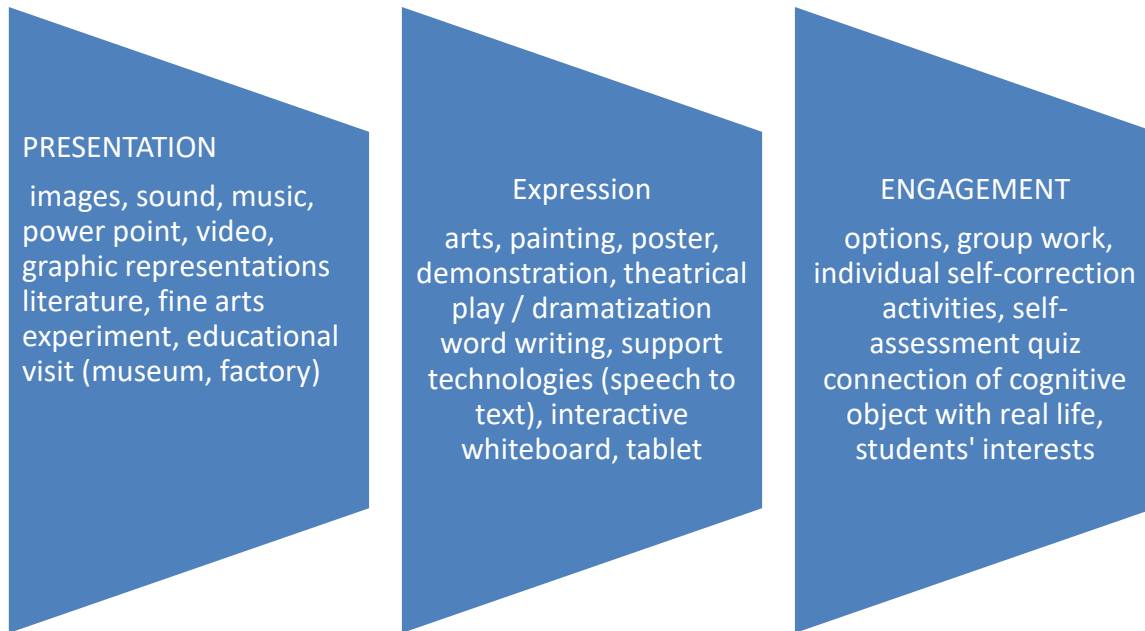 PRESENTATION
images, sound, music,
power point, video,
graphic representations
literature, fine arts
experiment, educational
visit (museum, factory)
Expression
arts, painting, poster,
demonstration, theatrical
play / dramatization
word writing, support
technologies (speech to
text), interactive
whiteboard, tablet
ENGAGEMENT
options, group work,
individual self-correction
activities, self-
assessment quiz
connection of cognitive
object with real life,
students' interests